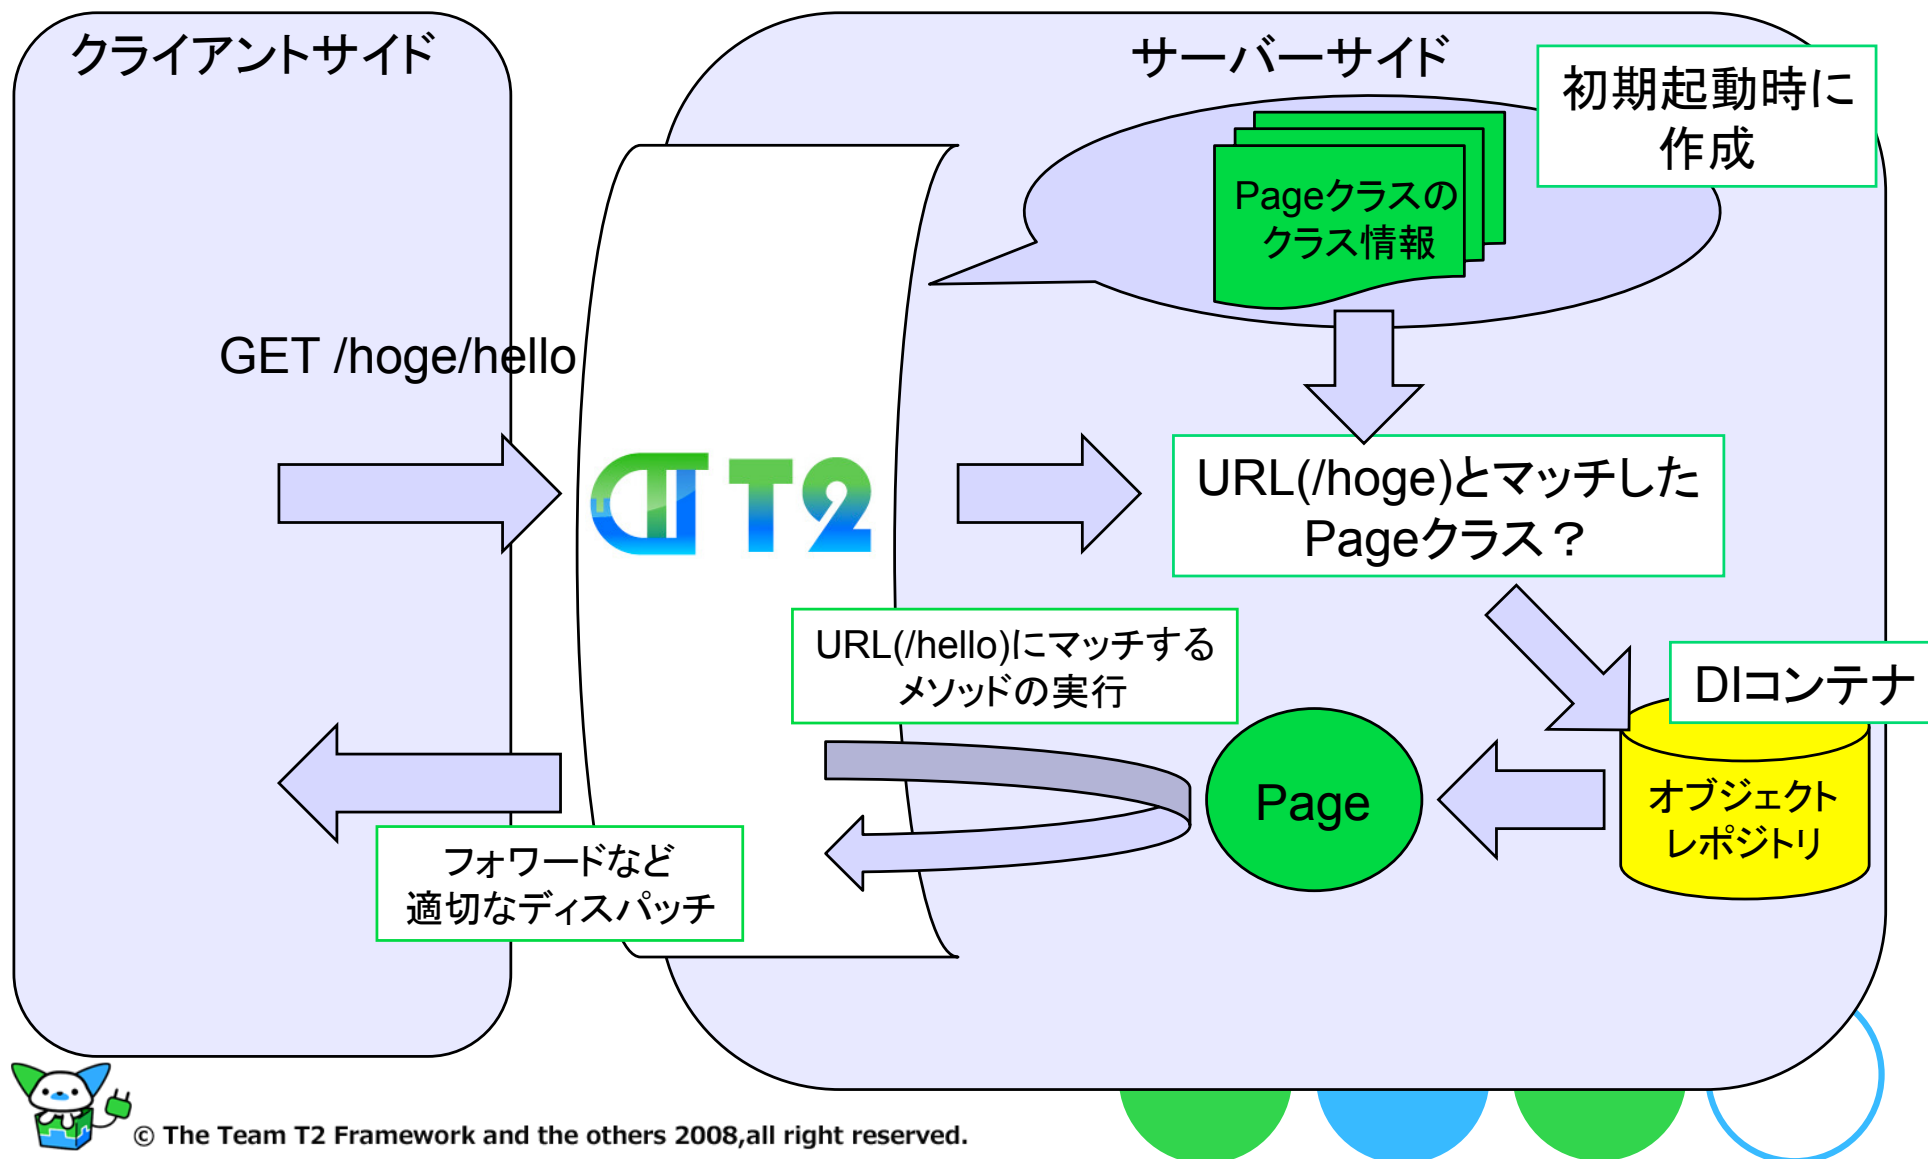 クライアントサイド
サーバーサイド
初期起動時に
作成
Pageクラスの
クラス情報
GET /hoge/hello
T2
URL(/hoge)とマッチした
Pageクラス？
URL(/hello)にマッチする
メソッドの実行
DIコンテナ
オブジェクト
レポジトリ
Page
フォワードなど
適切なディスパッチ
© The Team T2 Framework and the others 2008,all right reserved.